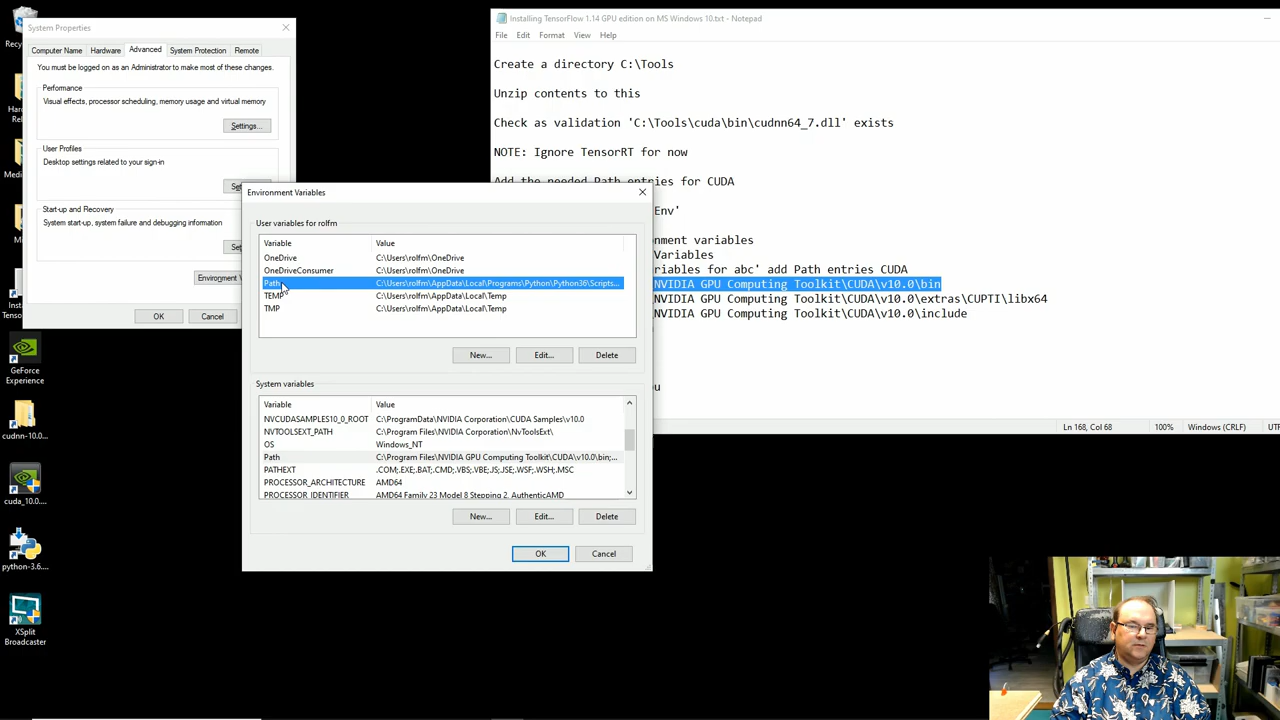 System Properties
Computer Name Hardware Advanced System Protection Remote
You must be logged on as an Administrator to make most of these changes.
Performance
Visual effects, processor scheduling, memory usage and virtual memory
Settings...
User Profiles
Desktop settings related to your sign-in
Start-up and Recovery
System start-up, system failure and debugging information
Environment
OK Cancel
Installing TensorFlow 1.14 GPU edition on MS Windows 10.txt - Notepad
File Edit Format View Help
Create a directory C:\Tools
Unzip contents to this
Check as validation 'C:\Tools\cuda\bin\cudnn64_7.dll' exists
NOTE: Ignore TensorRT for now
Add the needed Path entries for CUDA
Env'
onment variables
Variables
riables for abc' add Path entries CUDA
NVIDIA GPU Computing Toolkit\CUDA\v10.0\bin
NVIDIA GPU Computing Toolkit\CUDA\v10.0\extras\CUPTI\libx64
NVIDIA GPU Computing Toolkit\CUDA\v10.0\include
Ln 168, Col 68 100% Windows (CRLF) UTF
Environment Variables
User variables for rolfm
Variable Value
OneDrive C:\Users\rolfm\OneDrive
OneDriveConsumer C:\Users\rolfm\OneDrive
Path C:\Users\rolfm\AppData\Local\Programs\Python\Python36\Scripts...
TEMP C:\Users\rolfm\AppData\Local\Temp
TMP C:\Users\rolfm\AppData\Local\Temp
New... Edit... Delete
System variables
Variable Value
NVCUDASAMPLES10_0_ROOT C:\ProgramData\NVIDIA Corporation\CUDA Samples\v10.0
NVTOOLSEXT_PATH C:\Program Files\NVIDIA Corporation\NvToolsExt\
OS Windows_NT
Path C:\Program Files\NVIDIA GPU Computing Toolkit\CUDA\v10.0\bin;...
PATHEXT .COM;.EXE;.BAT;.CMD;.VBS;.VBE;.JS;.JSE;.WSF;.WSH;.MSC
PROCESSOR_ARCHITECTURE AMD64
PROCESSOR_IDENTIFIER AMD64 Family 23 Model 8 Stepping 2, AuthenticAMD
New... Edit... Delete
OK Cancel
GeForce
Experience
cudnn-10.0...
cuda_10.0...
python-3.6...
XSplit
Broadcaster